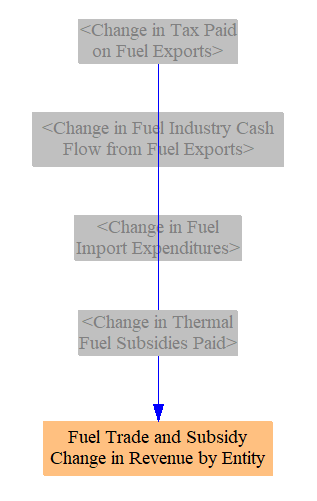 <Change in Tax Paid
on Fuel Exports>
<Change in Fuel Industry Cash
Flow from Fuel Exports>
<Change in Fuel
Import Expenditures>
<Change in Thermal
Fuel Subsidies Paid>
Fuel Trade and Subsidy
Change in Revenue by Entity